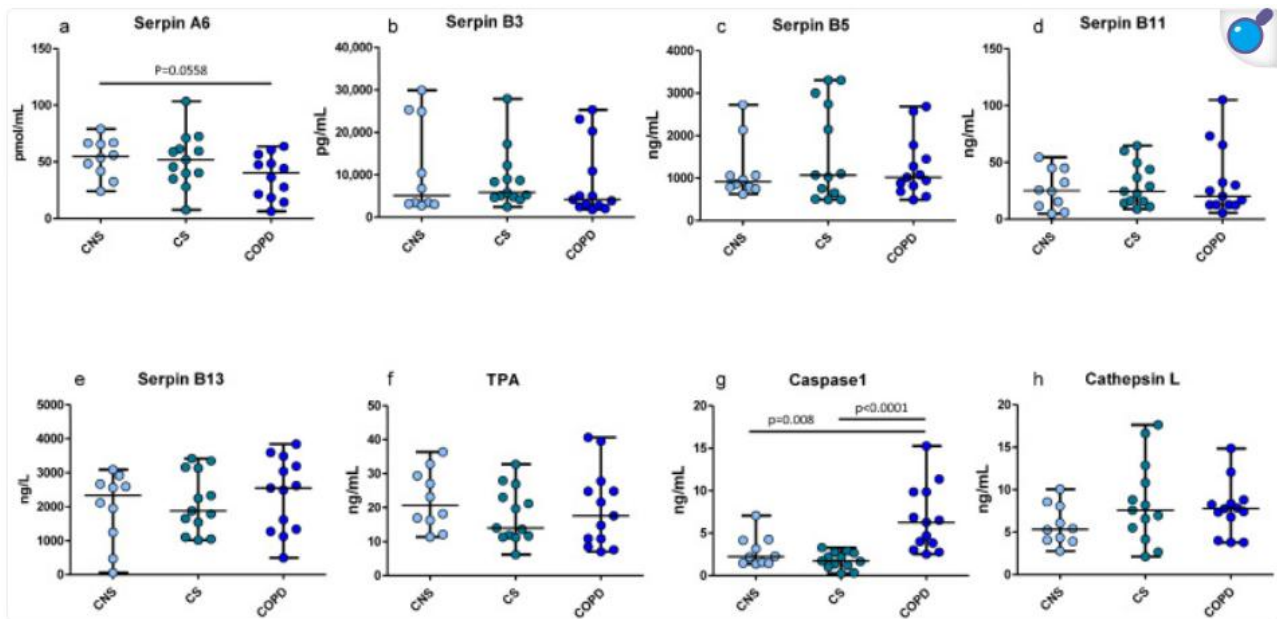 a Serpin A6
150
100
50
0
pmol/mL
P=0.0558
CNS
CS
COPD
b Serpin B3
40,000
30,000
20,000
10,000
0
pg/mL
CNS
CS
COPD
c Serpin B5
4000
3000
2000
1000
0
ng/mL
CNS
CS
COPD
d Serpin B11
150
100
50
0
ng/mL
CNS
CS
COPD
e Serpin B13
5000
4000
3000
2000
1000
0
ng/L
CNS
CS
COPD
f TPA
50
40
30
20
10
0
ng/mL
CNS
CS
COPD
g Caspase1
20
15
10
5
0
ng/mL
p<0.0001
p=0.008
CNS
CS
COPD
h Cathepsin L
20
15
10
5
0
ng/mL
CNS
CS
COPD